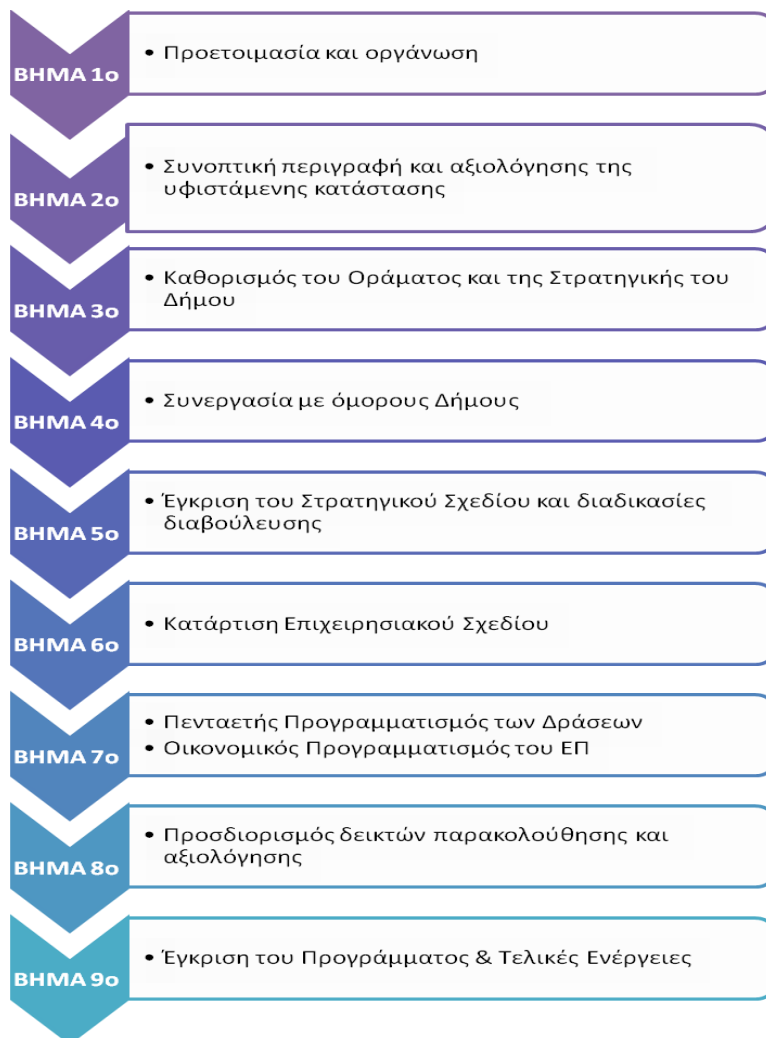 ΒΗΜΑ 1ο
• Προετοιμασία και οργάνωση
ΒΗΜΑ 2ο
• Συνοπτική περιγραφή και αξιολόγησης της
υφιστάμενης κατάστασης
ΒΗΜΑ 3ο
• Καθορισμός του Οράματος και της Στρατηγικής του
Δήμου
ΒΗΜΑ 4ο
• Συνεργασία με όμορους Δήμους
ΒΗΜΑ 5ο
• Έγκριση του Στρατηγικού Σχεδίου και διαδικασίες
διαβούλευσης
ΒΗΜΑ 6ο
• Κατάρτιση Επιχειρησιακού Σχεδίου
ΒΗΜΑ 7ο
• Πενταετής Προγραμματισμός των Δράσεων
• Οικονομικός Προγραμματισμός του ΕΠ
ΒΗΜΑ 8ο
• Προσδιορισμός δεικτών παρακολούθησης και
αξιολόγησης
ΒΗΜΑ 9ο
• Έγκριση του Προγράμματος & Τελικές Ενέργειες